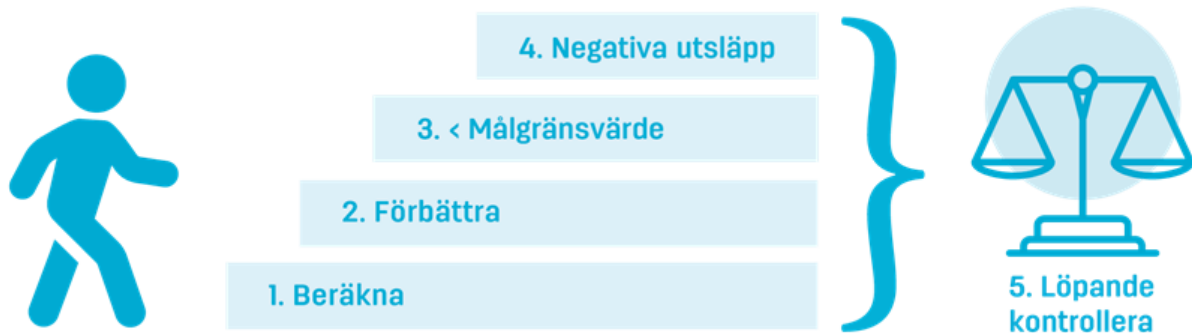 4. Negativa utsläpp
3. < Målgränsvärde
2. Förbättra
1. Beräkna
5. Löpande
kontrollera